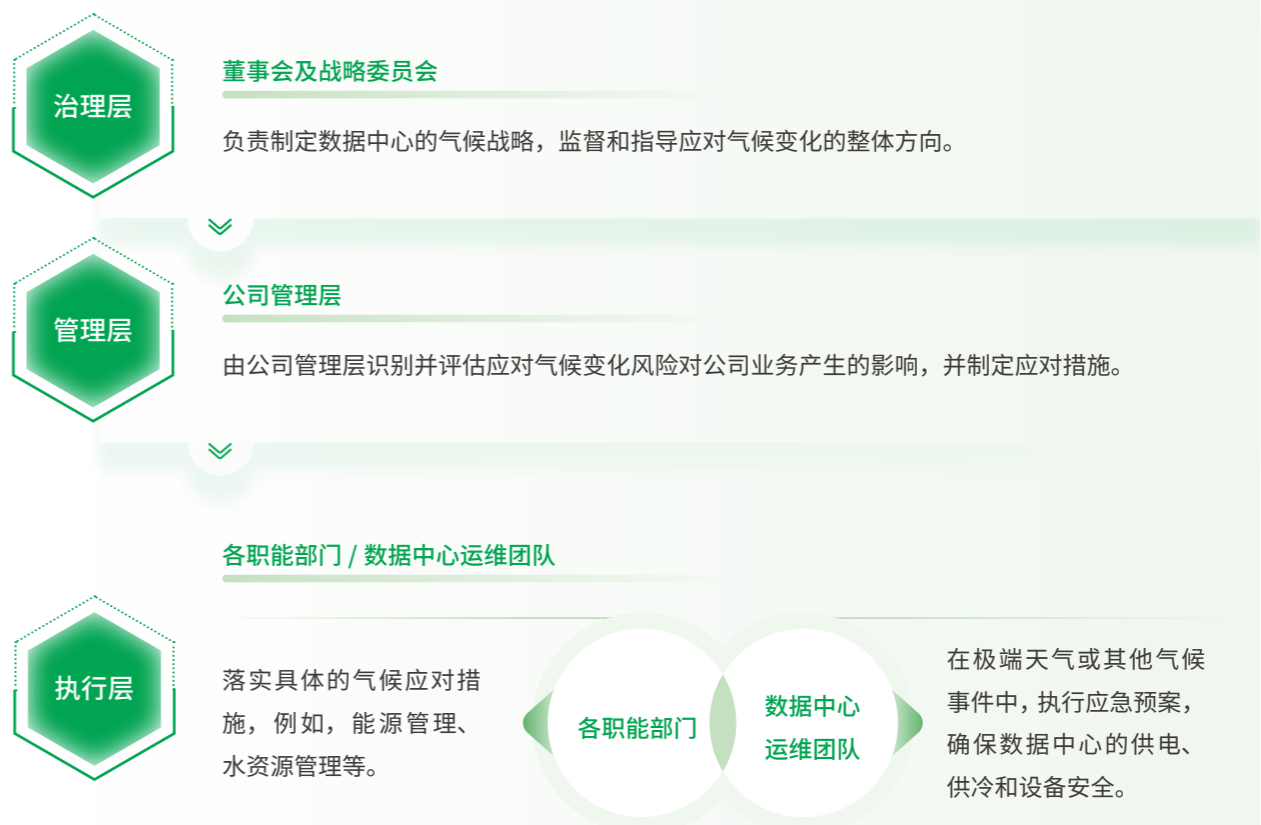 治理层
董事会及战略委员会
负责制定数据中心的气候战略，监督和指导应对气候变化的整体方向。
管理层
公司管理层
由公司管理层识别并评估应对气候变化风险对公司业务产生的影响，并制定应对措施。
执行层
各职能部门 / 数据中心运维团队
落实具体的气候应对措
施，例如，能源管理、
水资源管理等。
各职能部门
数据中心
运维团队
在极端天气或其他气候
事件中，执行应急预案，
确保数据中心的供电、
供冷和设备安全。